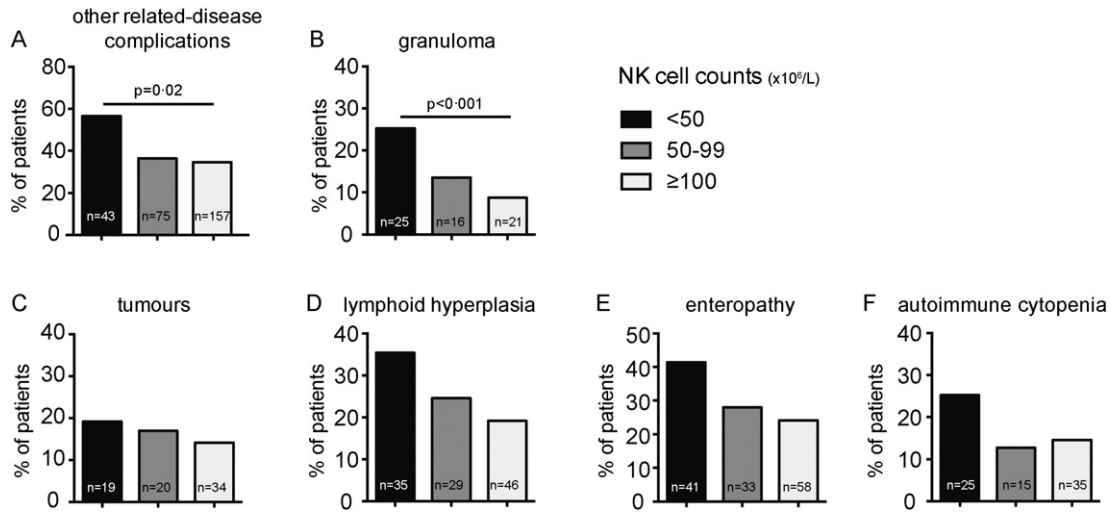 A
other related-disease
complications
% of patients
80
60
40
20
0
p=0·02
n=43
n=75
n=157
B
granuloma
% of patients
40
30
20
10
0
p<0·001
n=25
n=16
n=21
NK cell counts (x10⁶/L)
<50
50-99
≥100
C
tumours
% of patients
40
30
20
10
0
n=19
n=20
n=34
D
lymphoid hyperplasia
% of patients
40
30
20
10
0
n=35
n=29
n=46
E
enteropathy
% of patients
50
40
30
20
10
0
n=41
n=33
n=58
F
autoimmune cytopenia
% of patients
40
30
20
10
0
n=25
n=15
n=35